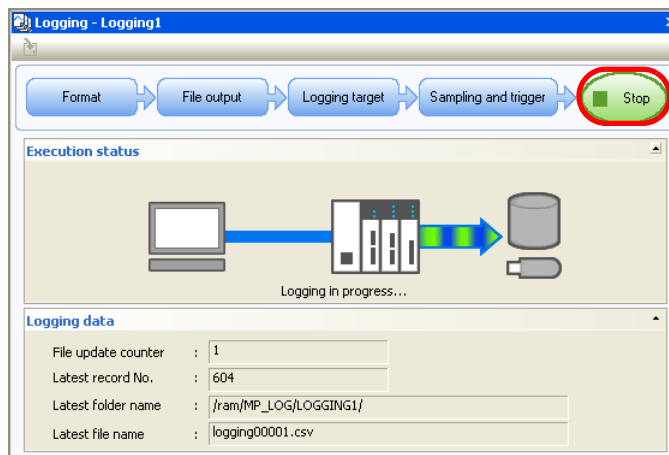 Logging - Logging1
Format
File output
Logging target
Sampling and trigger
Stop
Execution status
Logging in progress...
Logging data
File update counter : 1
Latest record No. : 604
Latest folder name : /ram/MP_LOG/LOGGING1/
Latest file name : logging00001.csv